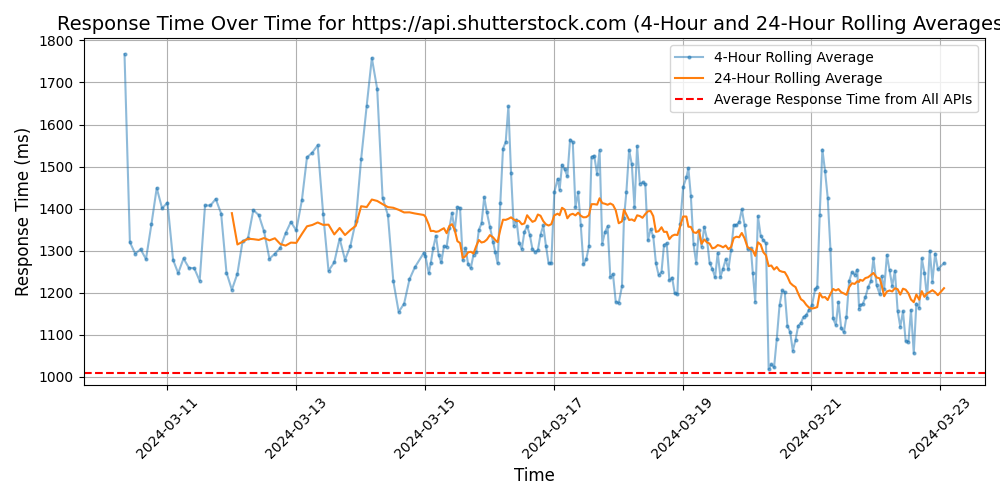 Response Time Over Time for https://api.shutterstock.com (4-Hour and 24-Hour Rolling Averages
4-Hour Rolling Average
24-Hour Rolling Average
Average Response Time from All APIs
Response Time (ms)
1800
1700
1600
1500
1400
1300
1200
1100
1000
2024-03-11
2024-03-13
2024-03-15
2024-03-17
2024-03-19
2024-03-21
2024-03-23
Time